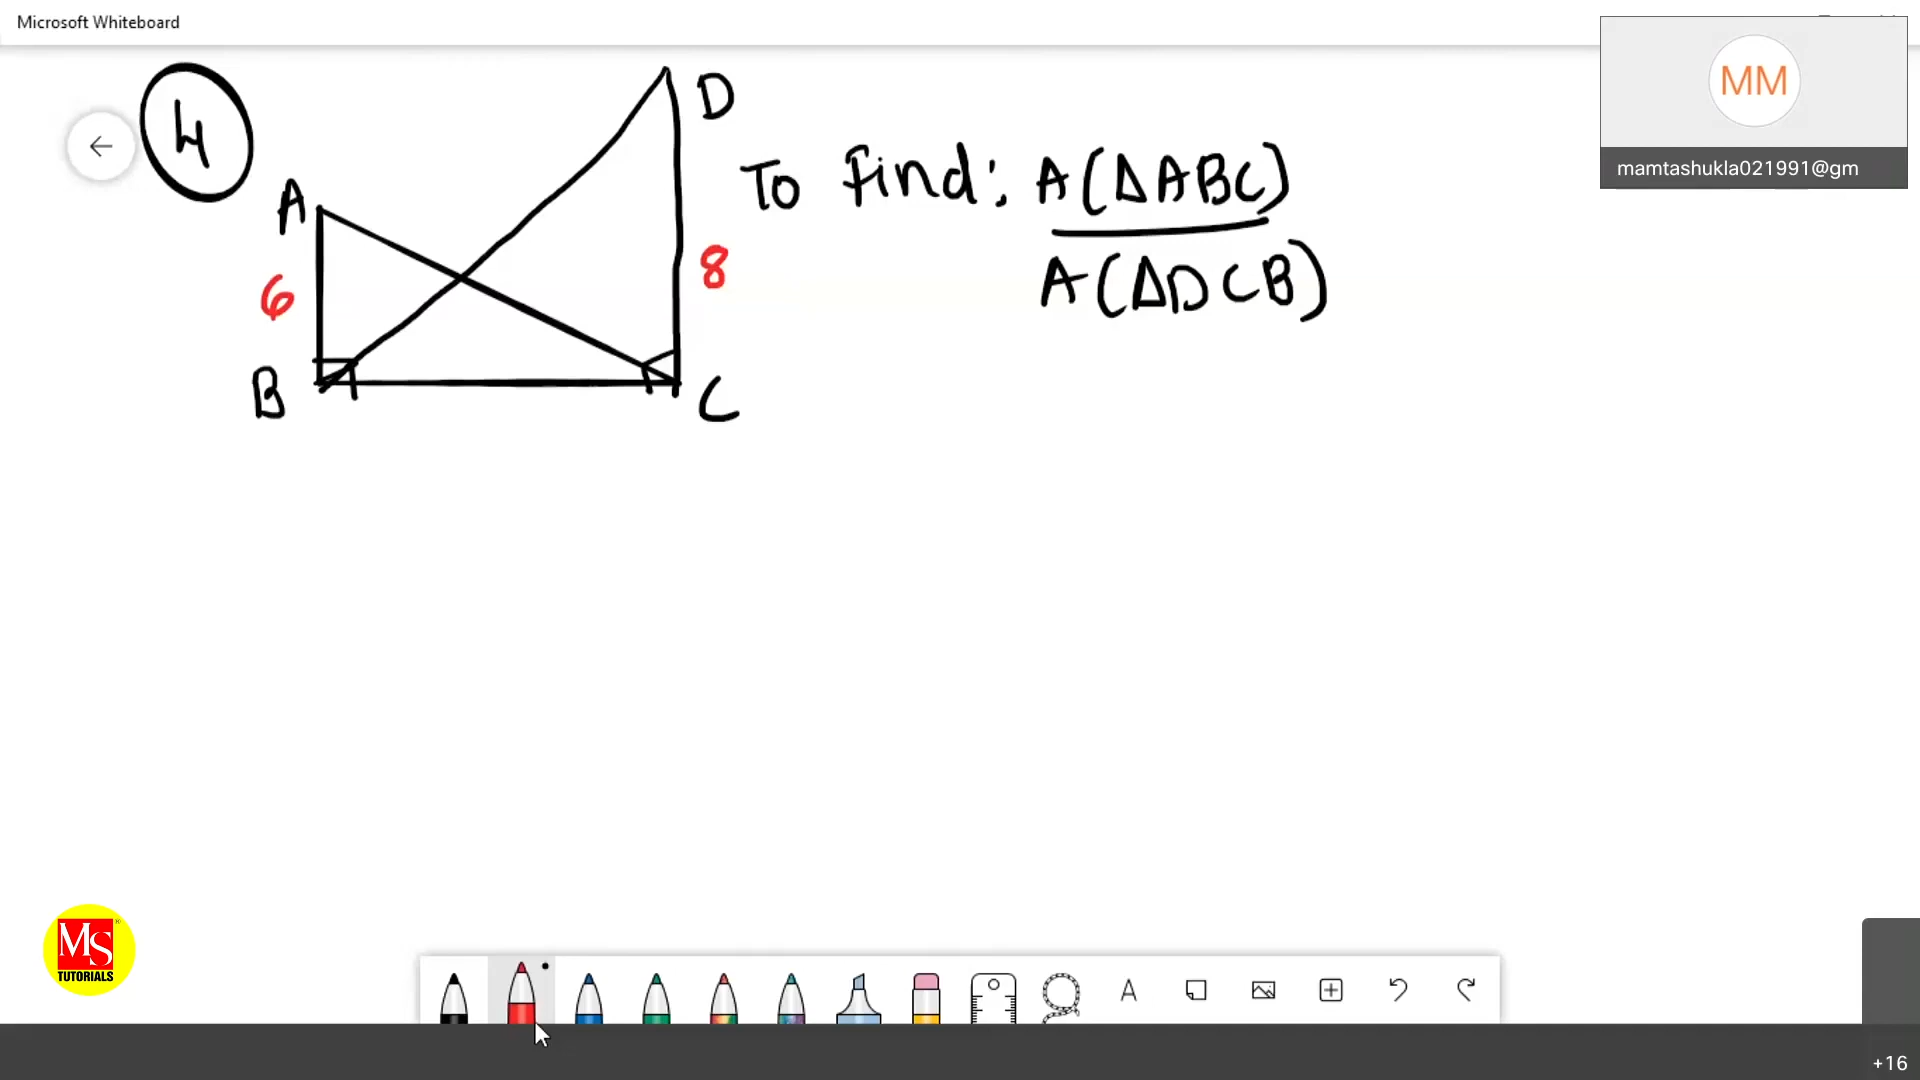 Microsoft Whiteboard
MM
mamtashukla021991@gm
4
D
A
To find: A(ΔABC)
A(ΔDCB)
6
8
B
C
MS
TUTORIALS
A
+16